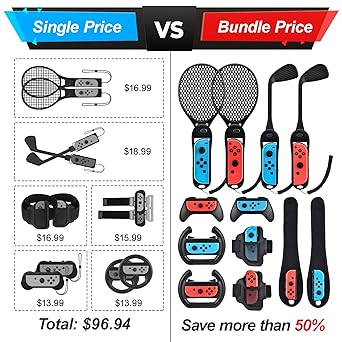 Single Price
VS
Bundle Price
$16.99
$18.99
$16.99
$15.99
$13.99
$13.99
Total: $96.94
Save more than 50%